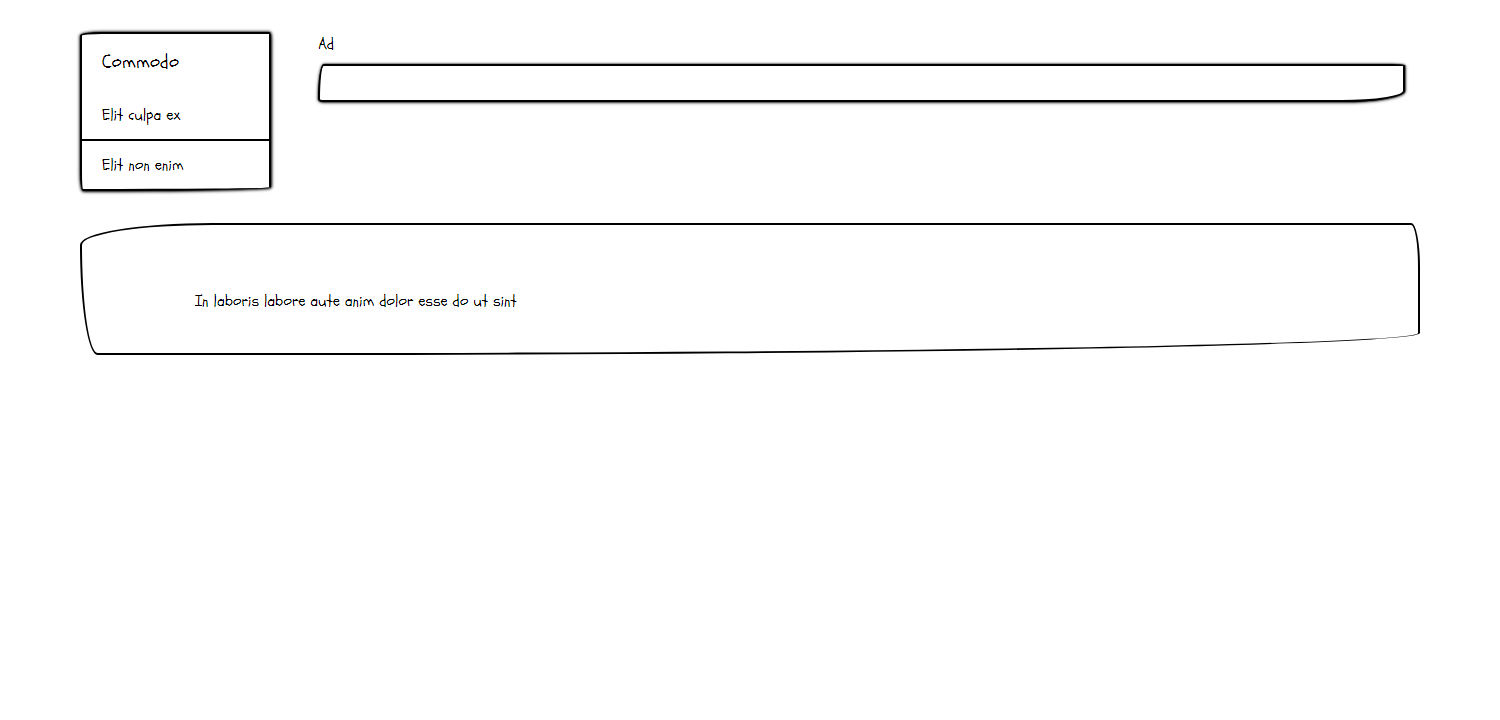 Commodo
Elit culpa ex
Elit non enim
Ad
In laboris labore aute anim dolor esse do ut sint